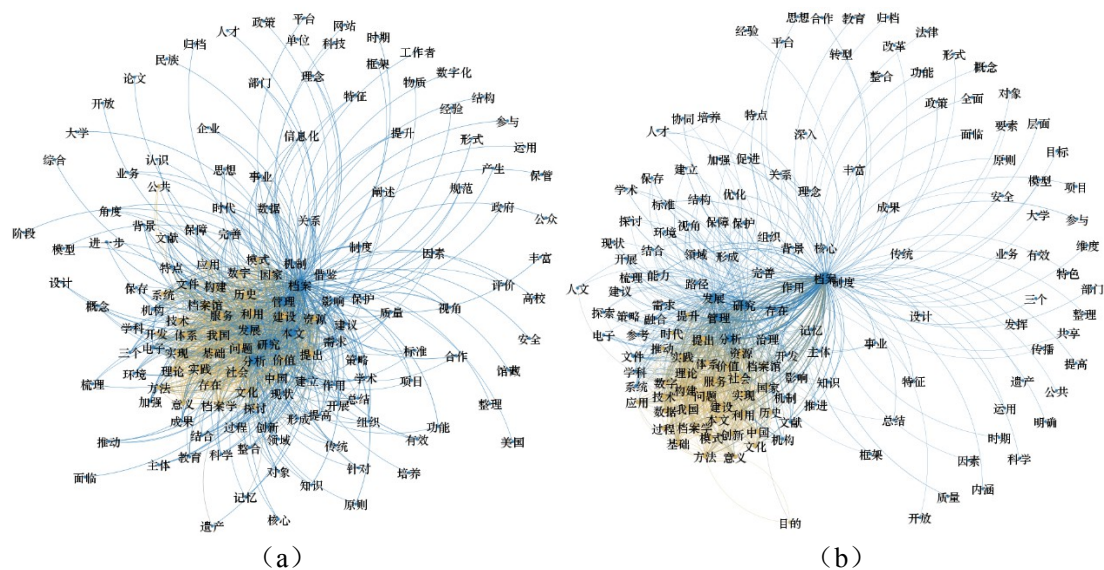 政策
平台
网站
人才
单位
科技
时期
归档
工作者
民族
部门
理念
框架
物质
数字化
论文
特征
结构
开放
经验
参与
大学
企业
信息化
提升
形式
运用
综合
认识
思想
事业
产生
保管
业务
公共
阐述
规范
政府
角度
时代
数据
关系
公众
阶段
背景
文献
保障
完善
制度
因素
模型
进一步
模式
机制
丰富
特点
应用
数字
国家
借鉴
评价
设计
保存
系统
文件
构建
历史
档案
管理
影响
保护
高校
概念
机构
档案馆
服务
利用
建设
资源
质量
视角
学科
技术
开发
体系
我国
发展
本文
建议
需求
标准
安全
三个
电子
实现
基础
问题
研究
合作
环境
理论
实践
分析
价值
提出
策略
馆藏
梳理
方法
存在
社会
中国
建立
作用
学术
项目
加强
意义
档案学
文化
现状
总结
整理
成果
探讨
开展
形成
提高
组织
功能
推动
结合
过程
创新
有效
美国
面临
主体
教育
科学
整合
领域
传统
针对
培养
对象
知识
原则
记忆
遗产
核心
（a）
思想
合作
教育
归档
经验
平台
转型
改革
法律
形式
整合
功能
概念
政策
全面
对象
协同
培养
特点
人才
深入
面临
要素
层面
加强
促进
关系
丰富
原则
目标
学术
保存
建立
理念
模型
项目
标准
结构
优化
安全
成果
大学
参与
探讨
环境
视角
保障
保护
组织
现状
结合
领域
形成
背景
核心
传统
业务
有效
维度
开展
完善
特色
人文
梳理
能力
路径
作用
档案
制度
三个
部门
建议
发展
研究
存在
设计
整理
探索
策略
需求
融合
提升
管理
记忆
发挥
共享
电子
参考
时代
提出
分析
治理
事业
传播
提高
文件
推动
实践
资源
开发
主体
学科
理论
体系
价值
档案馆
影响
特征
遗产
公共
系统
数字
服务
社会
国家
知识
应用
技术
构建
问题
实现
机制
推进
运用
明确
数据
我国
建设
利用
历史
文献
总结
时期
过程
档案学
本文
基础
模式
创新
中国
机构
框架
因素
科学
方法
意义
文化
内涵
质量
目的
开放
（b）